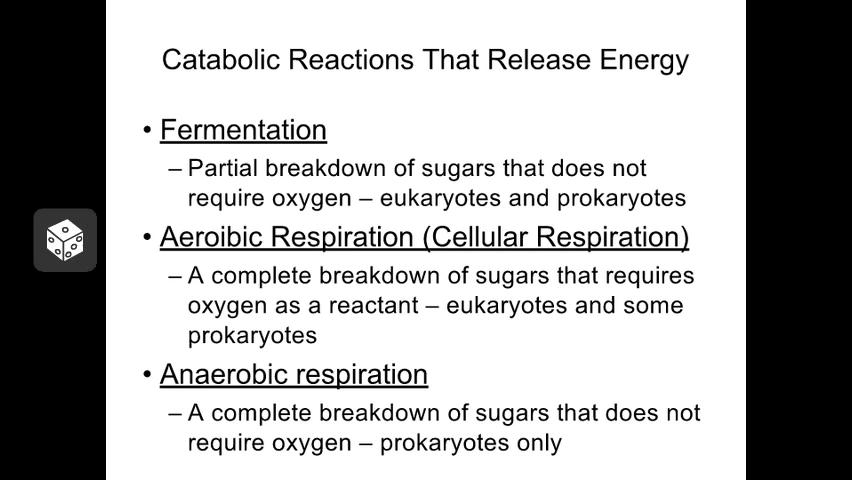 Catabolic Reactions That Release Energy
• Fermentation
– Partial breakdown of sugars that does not
require oxygen – eukaryotes and prokaryotes
• Aeroibic Respiration (Cellular Respiration)
– A complete breakdown of sugars that requires
oxygen as a reactant – eukaryotes and some
prokaryotes
• Anaerobic respiration
– A complete breakdown of sugars that does not
require oxygen – prokaryotes only